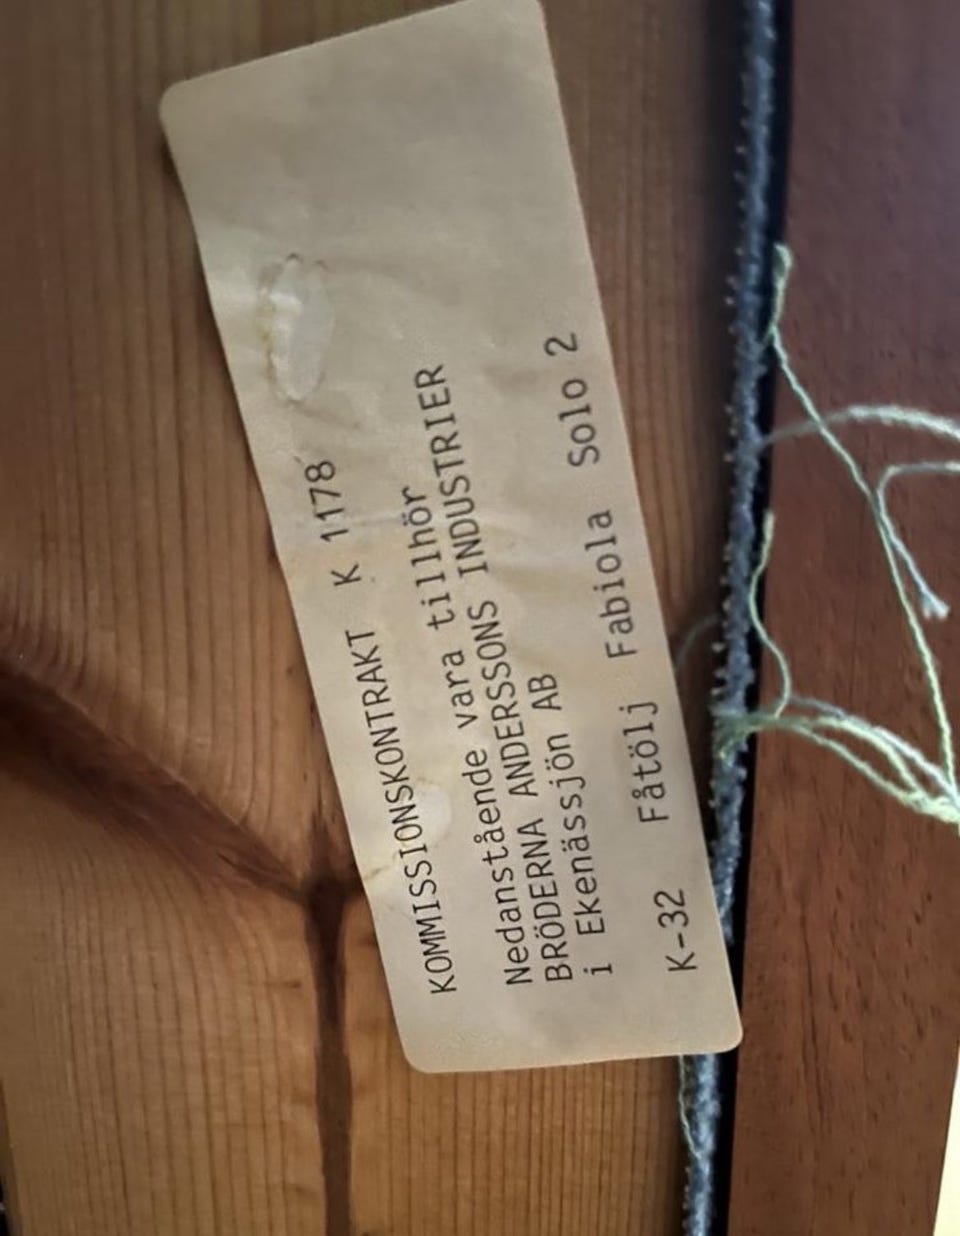 KOMMISSIONSKONTRAKT K 1178
Nedanstående vara tillhör
BRÖDERNA ANDERSSONS INDUSTRIER
i Ekenässjön AB
K-32 Fåtölj Fabiola Solo 2